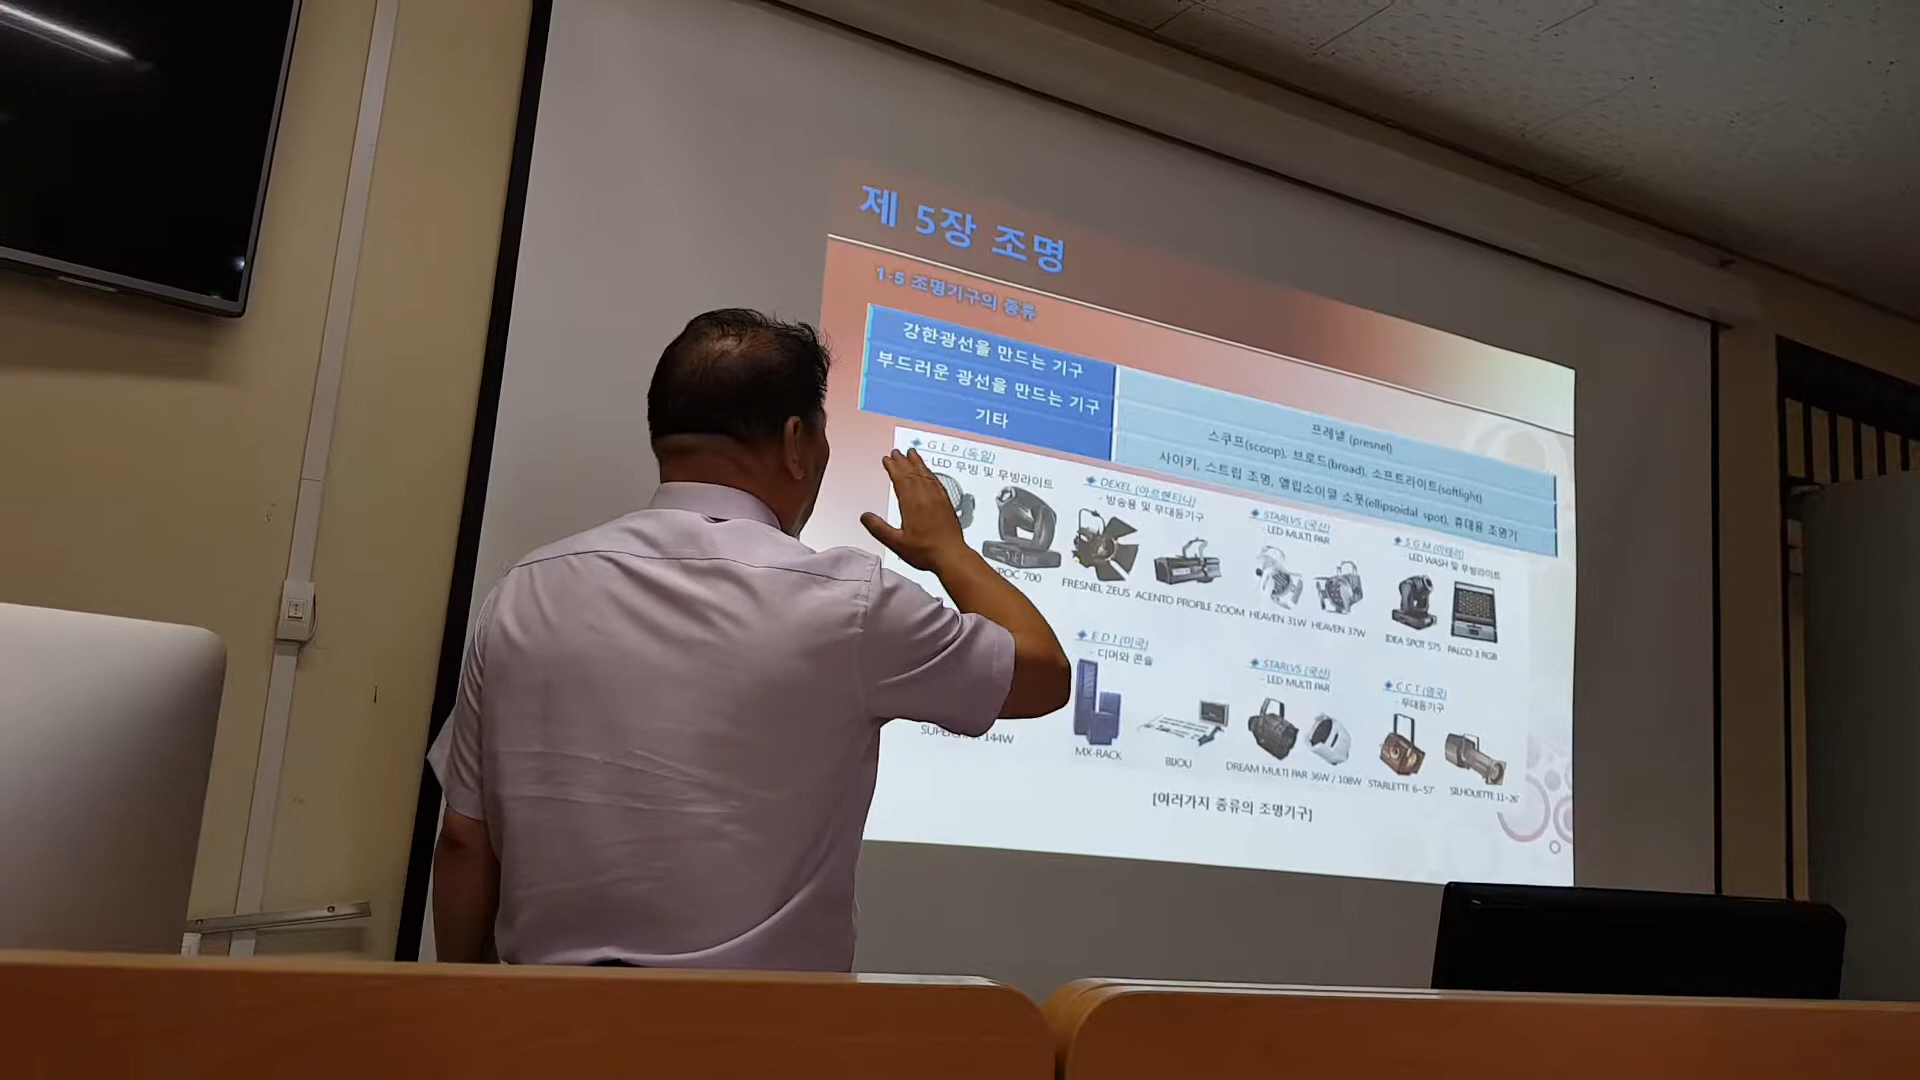 제 5장 조명
1-5 조명기구의 종류
강한광선을 만드는 기구
프레넬 (presnel)
부드러운 광선을 만드는 기구
스쿠프(scoop), 브로드(broad), 소프트라이트(softlight)
기타
사이키, 스트립 조명, 엘립소이덜 소폿(ellipsoidal spot), 휴대용 조명기
G L P (독일)
- LED 무빙 및 무빙라이트
DEXEL (아르헨티나)
- 방송용 및 무대등기구
STARLVS (국산)
- LED MULTI PAR
S G M (이태리)
- LED WASH 및 무빙라이트
700
FRESNEL ZEUS
ACENTO PROFILE ZOOM
HEAVEN 31W
HEAVEN 37W
IDEA SPOT 575
PALCO 3 RGB
E D I (미국)
- 디머와 콘솔
STARLVS (국산)
- LED MULTI PAR
C C T (영국)
- 무대등기구
144W
MX-RACK
BIJOU
DREAM MULTI PAR 36W / 108W
STARLETTE 6~57˚
SILHOUETTE 11~26˚
[여러가지 종류의 조명기구]